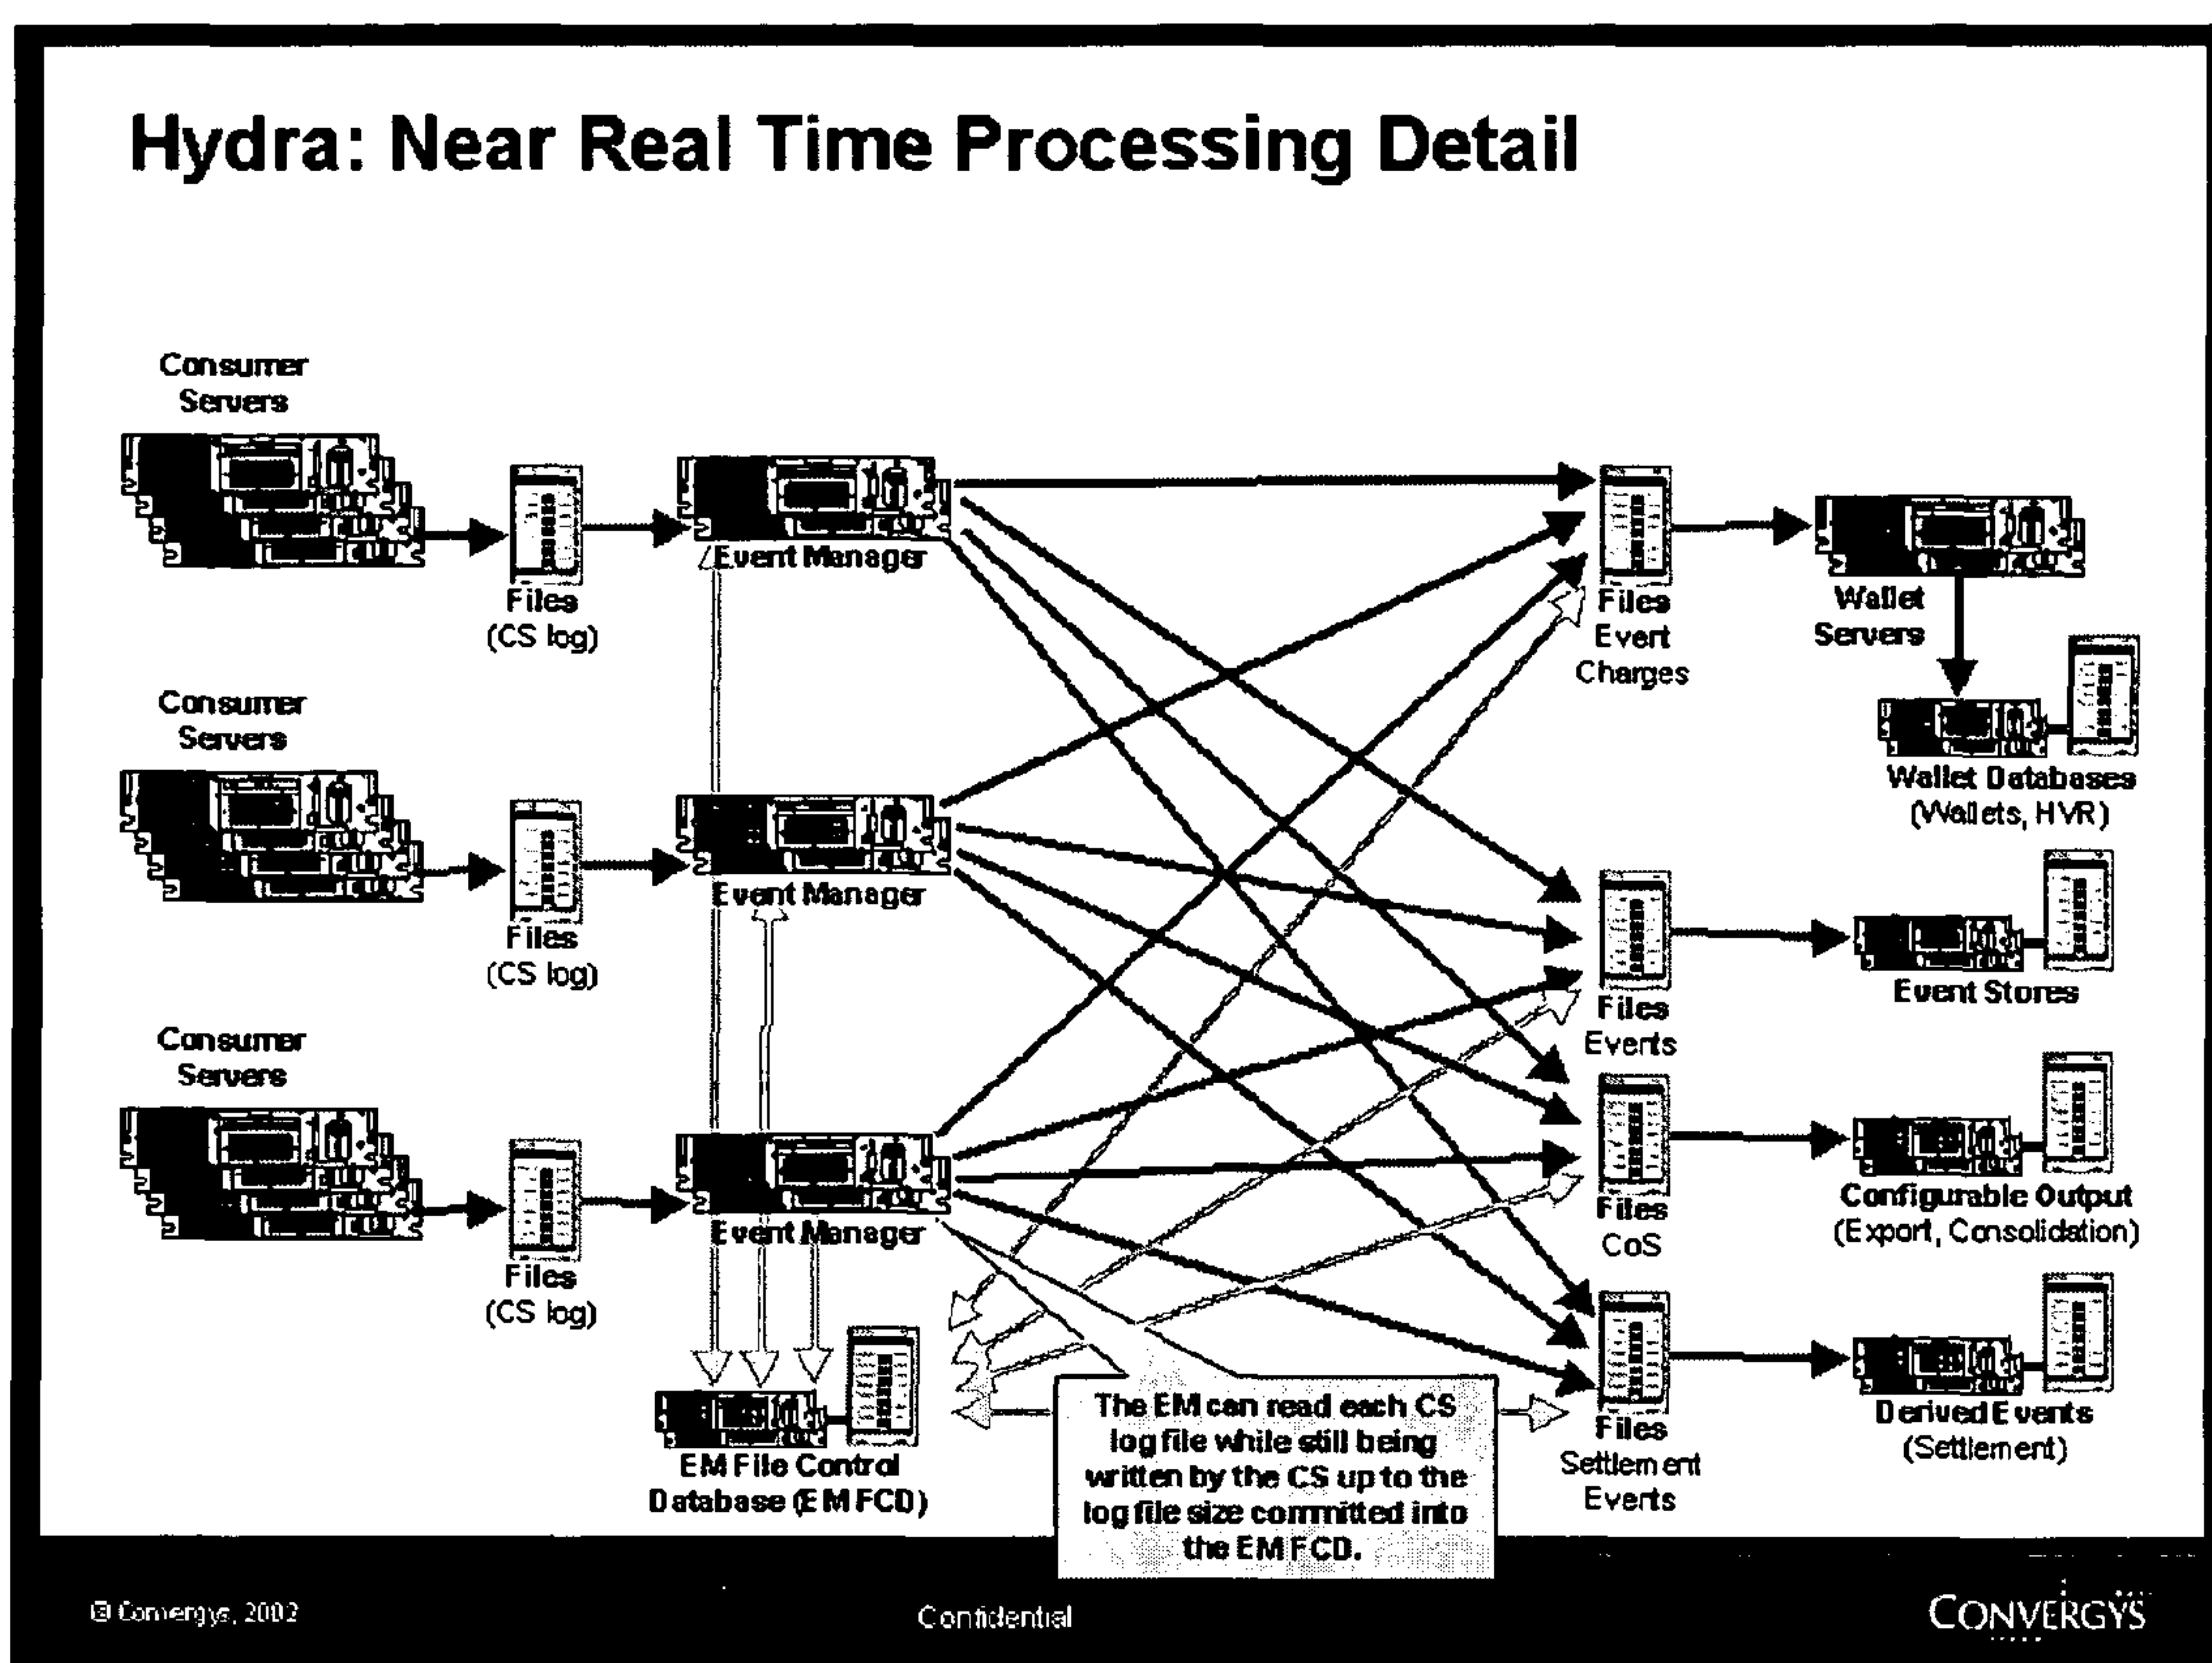 Hydra: Near Real Time Processing Detail
Consumer
Servers
Files
(CS log)
Event Manager
Files
Evert
Charges
Wallet
Servers
Wallet Databases
(Wallets, HVR)
Consumer
Servers
Files
(CS log)
Event Manager
Files
Events
Event Stores
Consumer
Servers
Files
(CS log)
Event Manager
Files
CoS
Configurable Output
(Export, Consolidation)
EM File Control
Database (EM FCD)
The EM can read each CS
log file while still being
written by the CS up to the
log file size committed into
the EM FCD.
Files
Settlement
Events
Derived Events
(Settlement)
© Convergys, 2002
Confidential
CONVERGYS